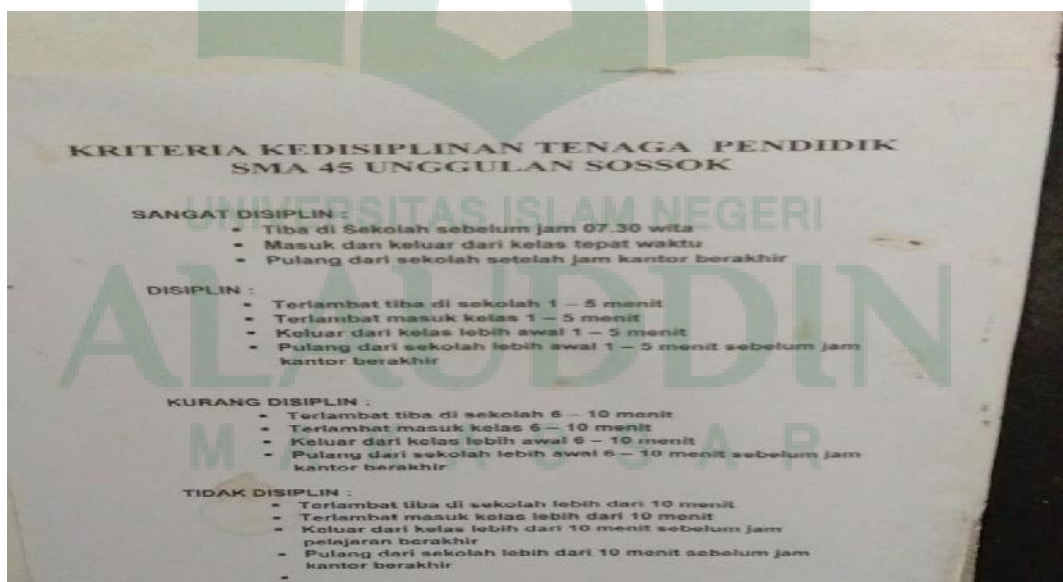 KRITERIA KEDISIPLINAN TENAGA PENDIDIK
SMA 45 UNGGULAN SOSSOK
UNIVERSITAS ISLAM NEGERI
SANGAT DISIPLIN :
- Tiba di Sekolah sebelum jam 07.30 wita
- Masuk dan keluar dari kelas tepat waktu
- Pulang dari sekolah setelah jam kantor berakhir
ALAUDDIN
DISIPLIN :
- Terlambat tiba di sekolah 1 – 5 menit
- Terlambat masuk kelas 1 – 5 menit
- Keluar dari kelas lebih awal 1 – 5 menit
- Pulang dari sekolah lebih awal 1 – 5 menit sebelum jam
kantor berakhir
KURANG DISIPLIN :
- Terlambat tiba di sekolah 6 – 10 menit
- Terlambat masuk kelas 6 – 10 menit
- Keluar dari kelas lebih awal 6 – 10 menit
- Pulang dari sekolah lebih awal 6 – 10 menit sebelum jam
kantor berakhir
M A K A S S A R
TIDAK DISIPLIN :
- Terlambat tiba di sekolah lebih dari 10 menit
- Terlambat masuk kelas lebih dari 10 menit
- Keluar dari kelas lebih dari 10 menit sebelum jam
pelajaran berakhir
- Pulang dari sekolah lebih dari 10 menit sebelum jam
kantor berakhir
-